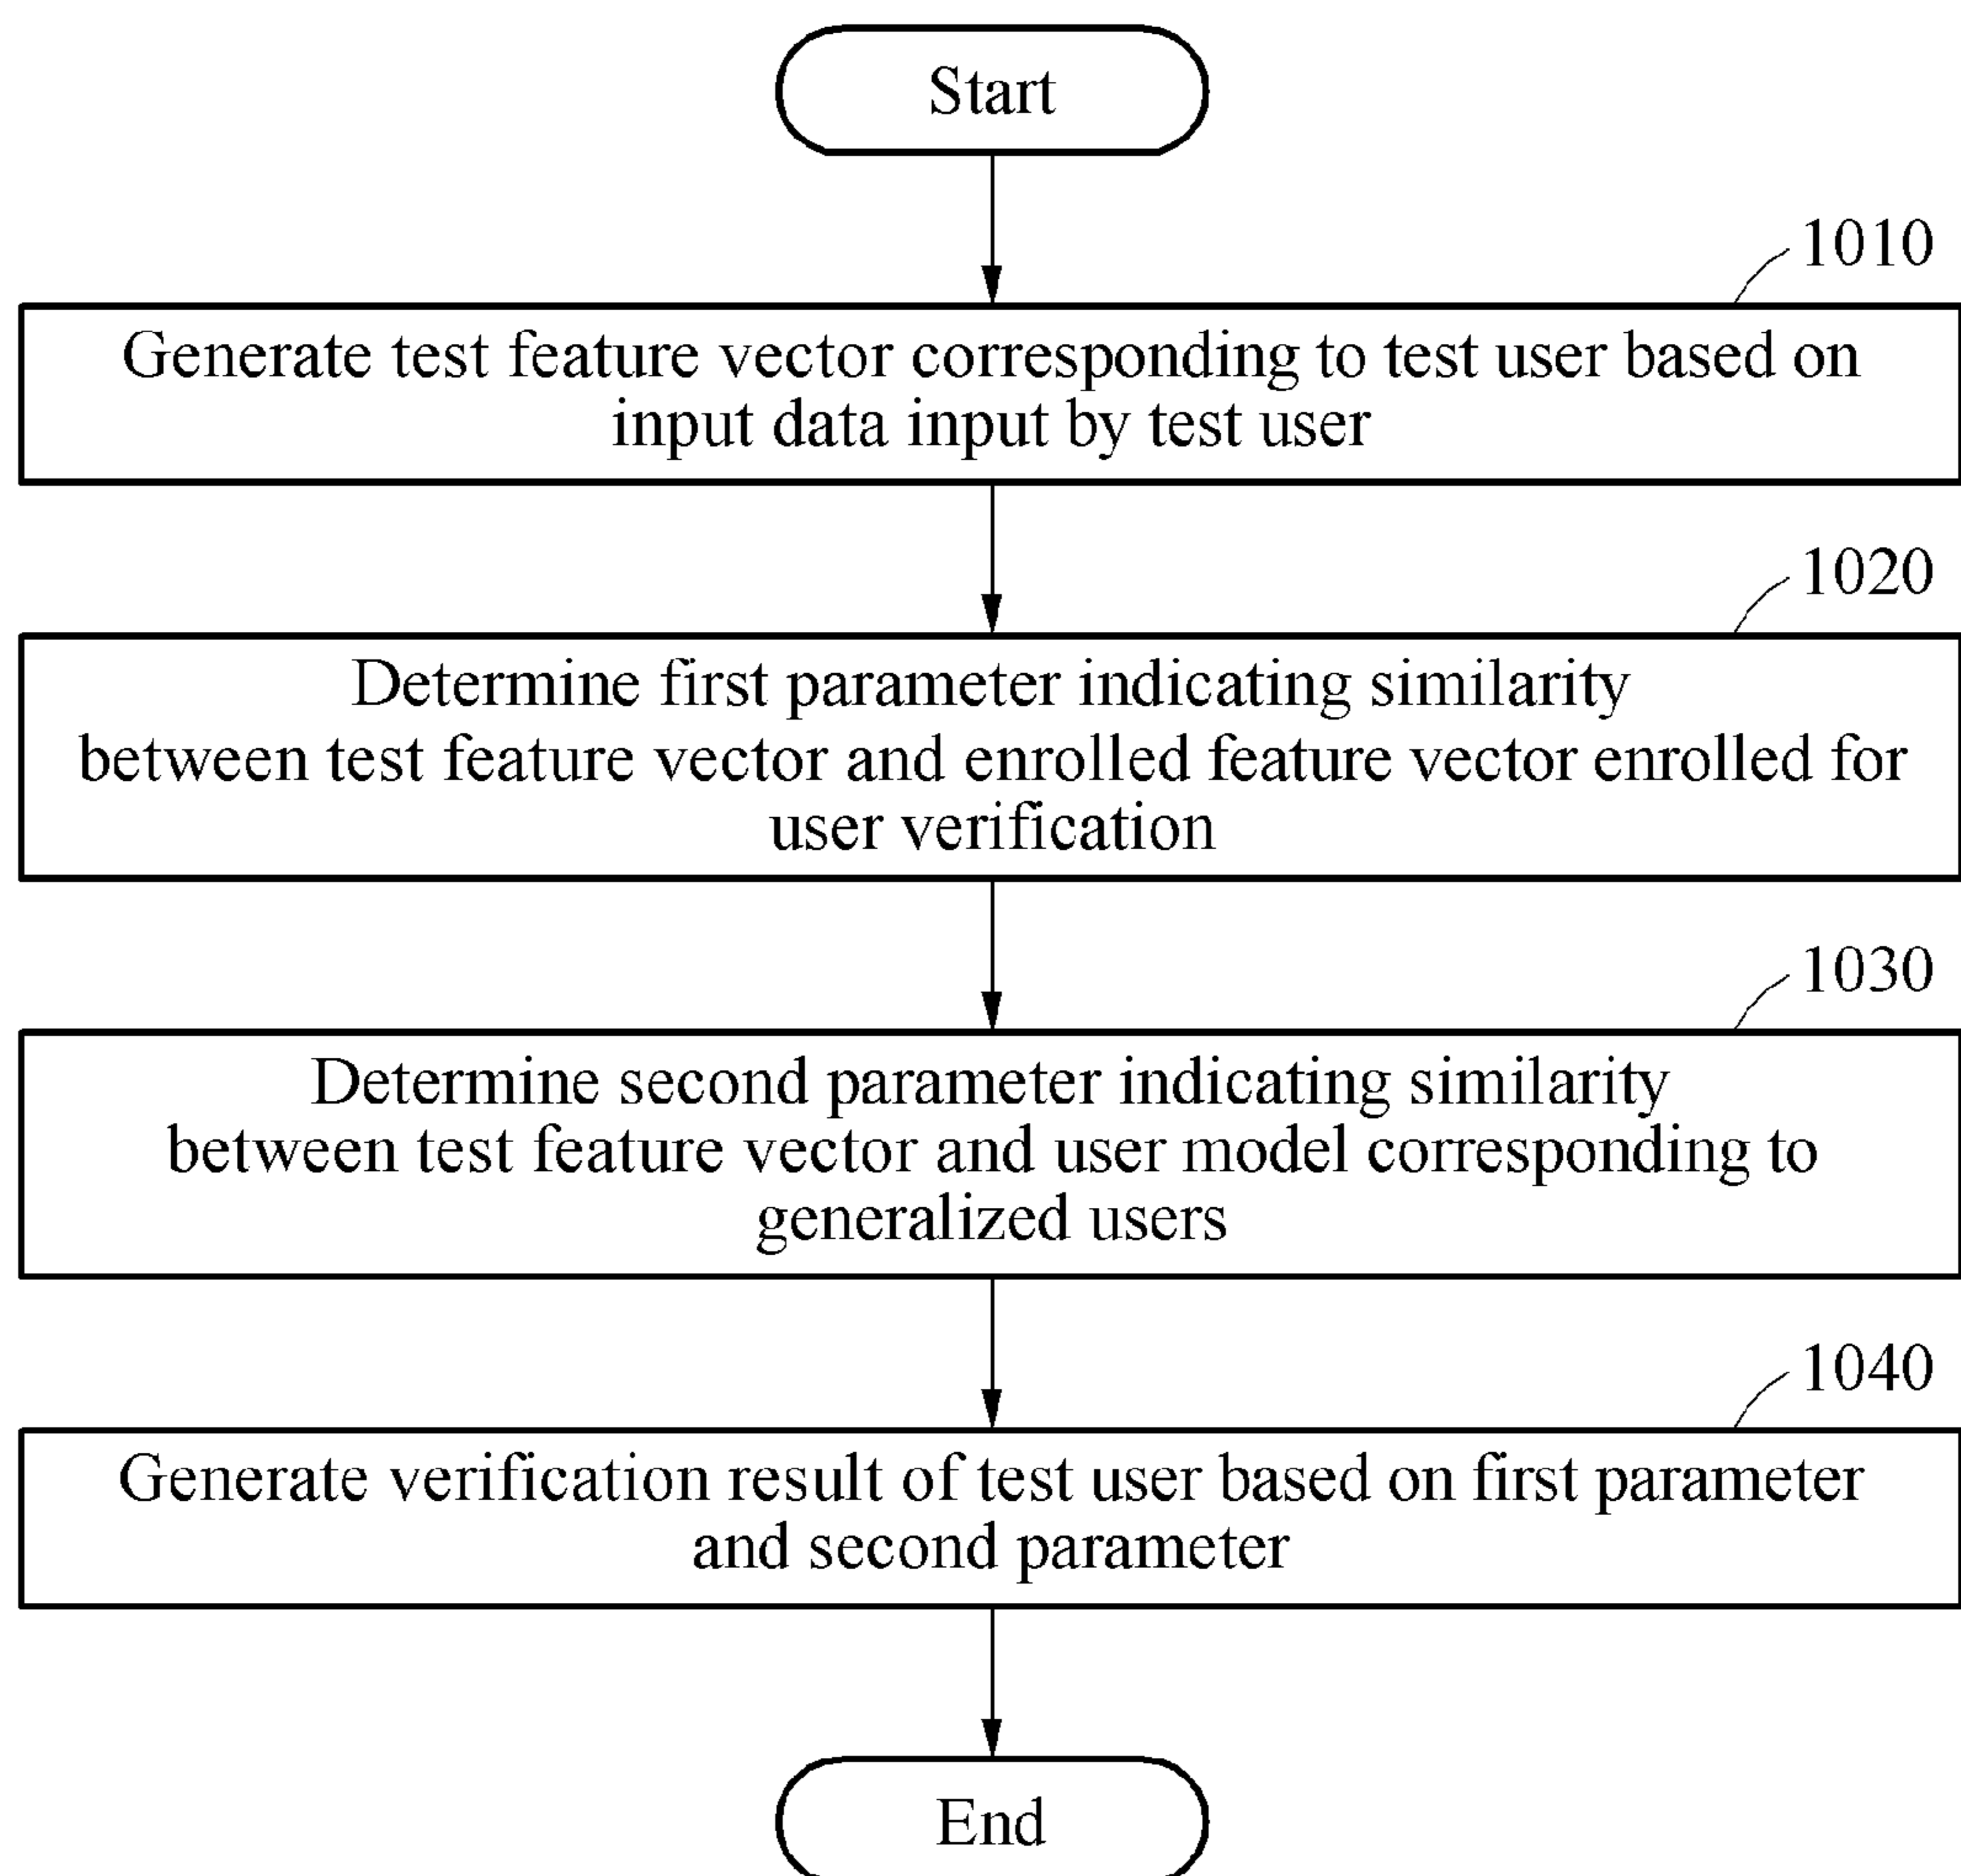 Start
1010
Generate test feature vector corresponding to test user based on
input data input by test user
1020
Determine first parameter indicating similarity
between test feature vector and enrolled feature vector enrolled for
user verification
1030
Determine second parameter indicating similarity
between test feature vector and user model corresponding to
generalized users
1040
Generate verification result of test user based on first parameter
and second parameter
End